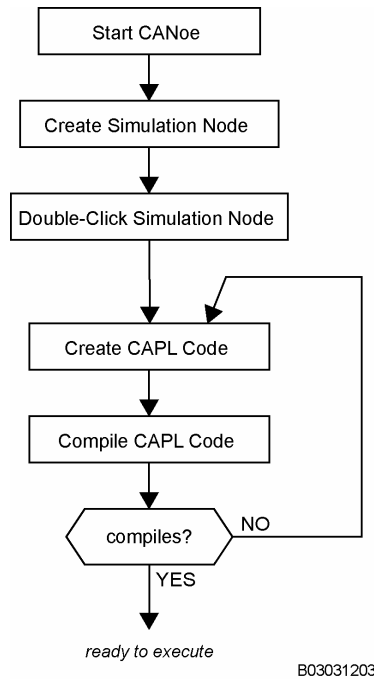 Start CANoe
Create Simulation Node
Double-Click Simulation Node
Create CAPL Code
Compile CAPL Code
compiles?
NO
YES
ready to execute
B03031203